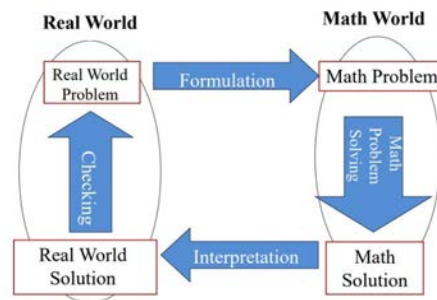 Real World
Math World
Real World
Problem
Formulation
Math Problem
Checking
Math
Problem
Solving
Real World
Solution
Interpretation
Math
Solution